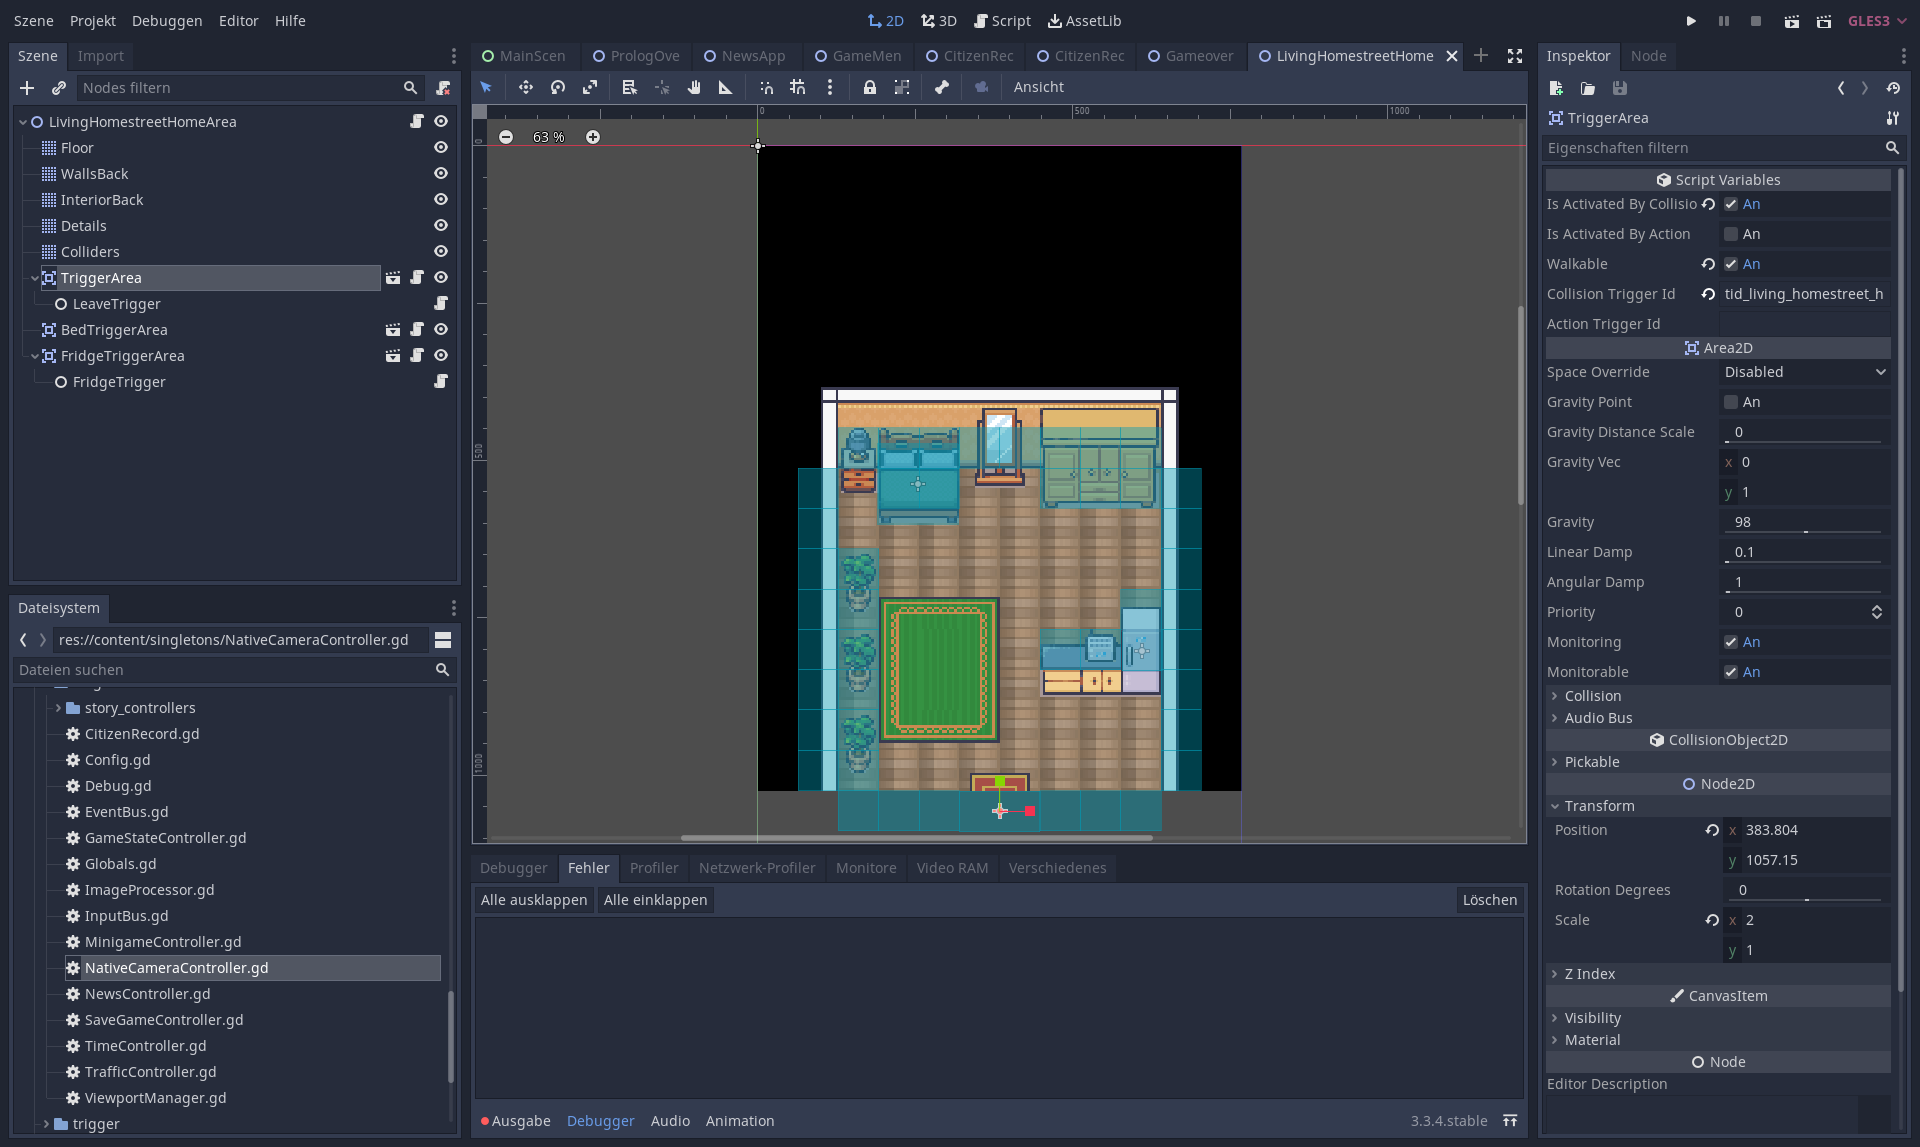 Szene Projekt Debuggen Editor Hilfe
2D 3D Script AssetLib
GLES3
Szene Import
Nodes filtern
LivingHomestreetHomeArea
Floor
WallsBack
InteriorBack
Details
Colliders
TriggerArea
LeaveTrigger
BedTriggerArea
FridgeTriggerArea
FridgeTrigger
Dateisystem
res://content/singletons/NativeCameraController.gd
Dateien suchen
story_controllers
CitizenRecord.gd
Config.gd
Debug.gd
EventBus.gd
GameStateController.gd
Globals.gd
ImageProcessor.gd
InputBus.gd
MinigameController.gd
NativeCameraController.gd
NewsController.gd
SaveGameController.gd
TimeController.gd
TrafficController.gd
ViewportManager.gd
trigger
MainScen PrologOve NewsApp GameMen CitizenRec CitizenRec Gameover LivingHomestreetHome
Ansicht
0 500 1000
63 %
0
500
1000
Debugger Fehler Profiler Netzwerk-Profiler Monitore Video RAM Verschiedenes
Alle ausklappen Alle einklappen Löschen
Ausgabe Debugger Audio Animation 3.3.4.stable
Inspektor Node
TriggerArea
Eigenschaften filtern
Script Variables
Is Activated By Collisio An
Is Activated By Action An
Walkable An
Collision Trigger Id tid_living_homestreet_h
Action Trigger Id
Area2D
Space Override Disabled
Gravity Point An
Gravity Distance Scale 0
Gravity Vec x 0
y 1
Gravity 98
Linear Damp 0.1
Angular Damp 1
Priority 0
Monitoring An
Monitorable An
Collision
Audio Bus
CollisionObject2D
Pickable
Node2D
Transform
Position x 383.804
y 1057.15
Rotation Degrees 0
Scale x 2
y 1
Z Index
CanvasItem
Visibility
Material
Node
Editor Description